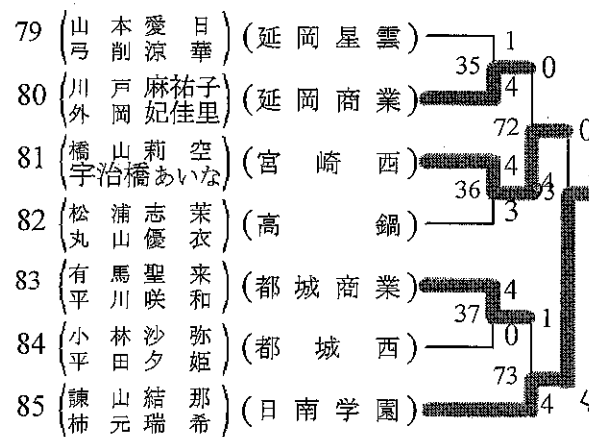 79 (山本愛日 弓削涼華) (延岡星雲) 1
35 0
80 (川戸麻祐子 外岡妃佳里) (延岡商業) 4
72 0
81 (橋山莉空 宇治橋あいな) (宮崎西) 4
36 4 93
82 (松浦志茉 丸山優衣) (高鍋) 3
83 (有馬聖来 平川咲和) (都城商業) 4
37 1
84 (小林沙弥 平田夕姫) (都城西) 0
73
85 (諫山結那 柿元瑞希) (日南学園) 4 4